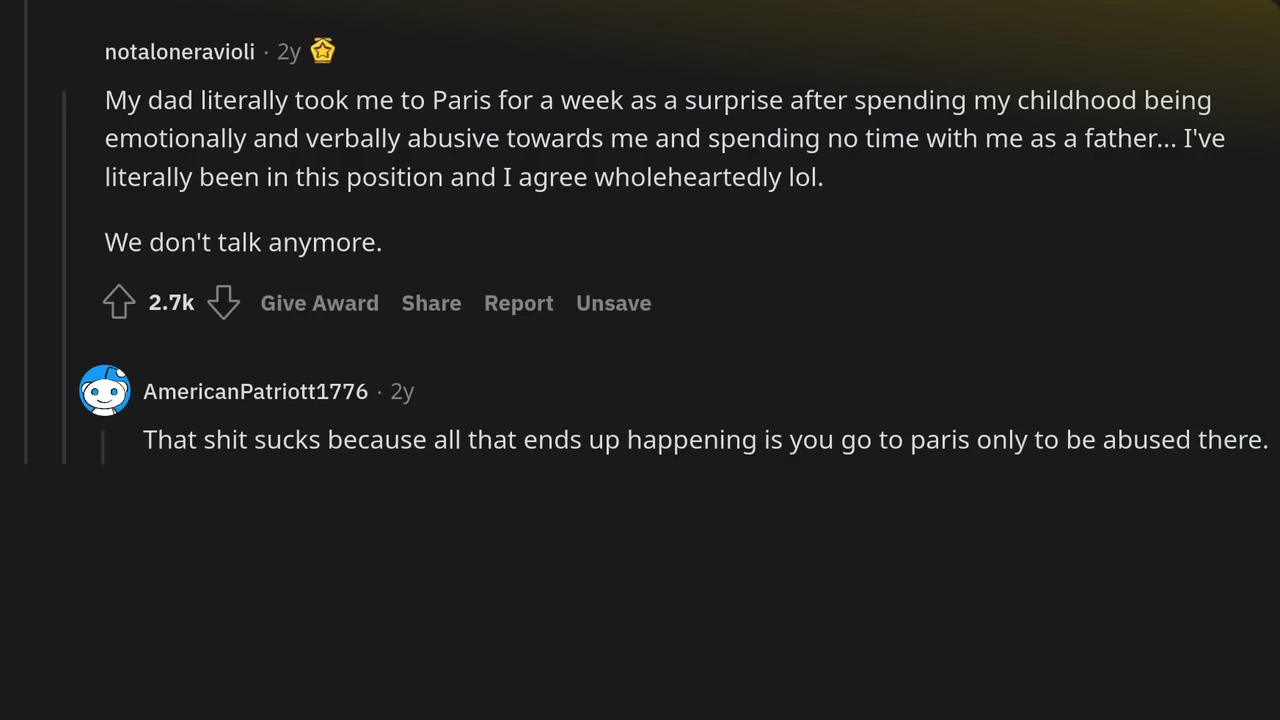 notaloneravioli · 2y
My dad literally took me to Paris for a week as a surprise after spending my childhood being
emotionally and verbally abusive towards me and spending no time with me as a father... I've
literally been in this position and I agree wholeheartedly lol.
We don't talk anymore.
2.7k Give Award Share Report Unsave
AmericanPatriott1776 · 2y
That shit sucks because all that ends up happening is you go to paris only to be abused there.